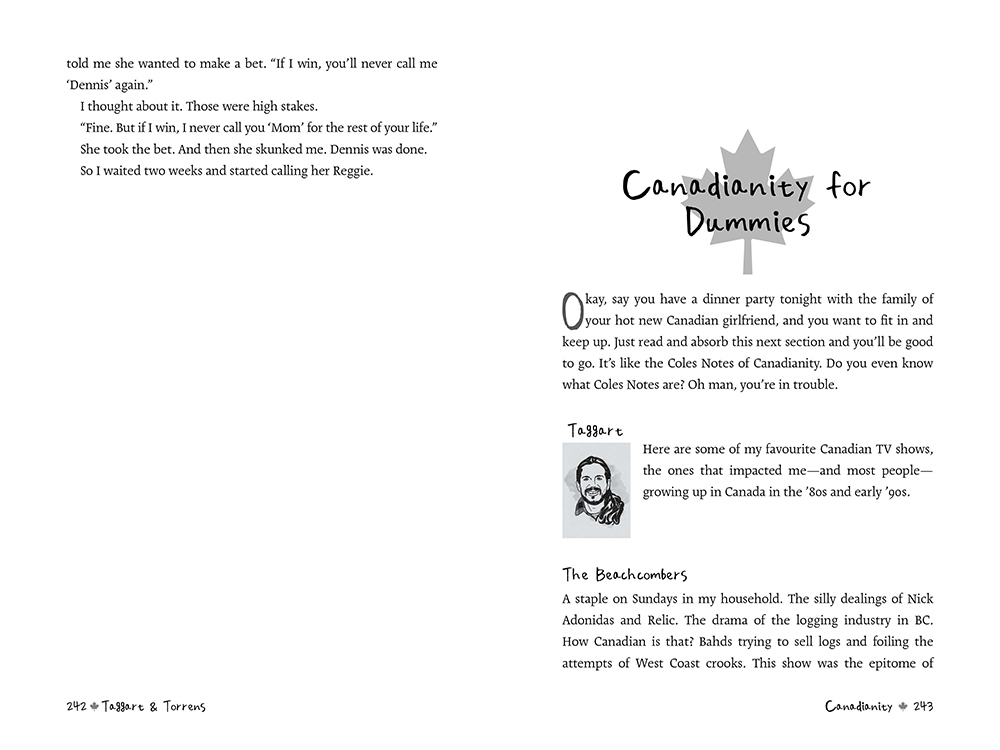 told me she wanted to make a bet. “If I win, you’ll never call me
‘Dennis’ again.”
I thought about it. Those were high stakes.
“Fine. But if I win, I never call you ‘Mom’ for the rest of your life.”
She took the bet. And then she skunked me. Dennis was done.
So I waited two weeks and started calling her Reggie.
242 Taggart & Torrens
Canadianity for
Dummies
Okay, say you have a dinner party tonight with the family of
your hot new Canadian girlfriend, and you want to fit in and
keep up. Just read and absorb this next section and you’ll be good
to go. It’s like the Coles Notes of Canadianity. Do you even know
what Coles Notes are? Oh man, you’re in trouble.
Taggart
Here are some of my favourite Canadian TV shows,
the ones that impacted me—and most people—
growing up in Canada in the ’80s and early ’90s.
The Beachcombers
A staple on Sundays in my household. The silly dealings of Nick
Adonidas and Relic. The drama of the logging industry in BC.
How Canadian is that? Bahds trying to sell logs and foiling the
attempts of West Coast crooks. This show was the epitome of
Canadianity 243